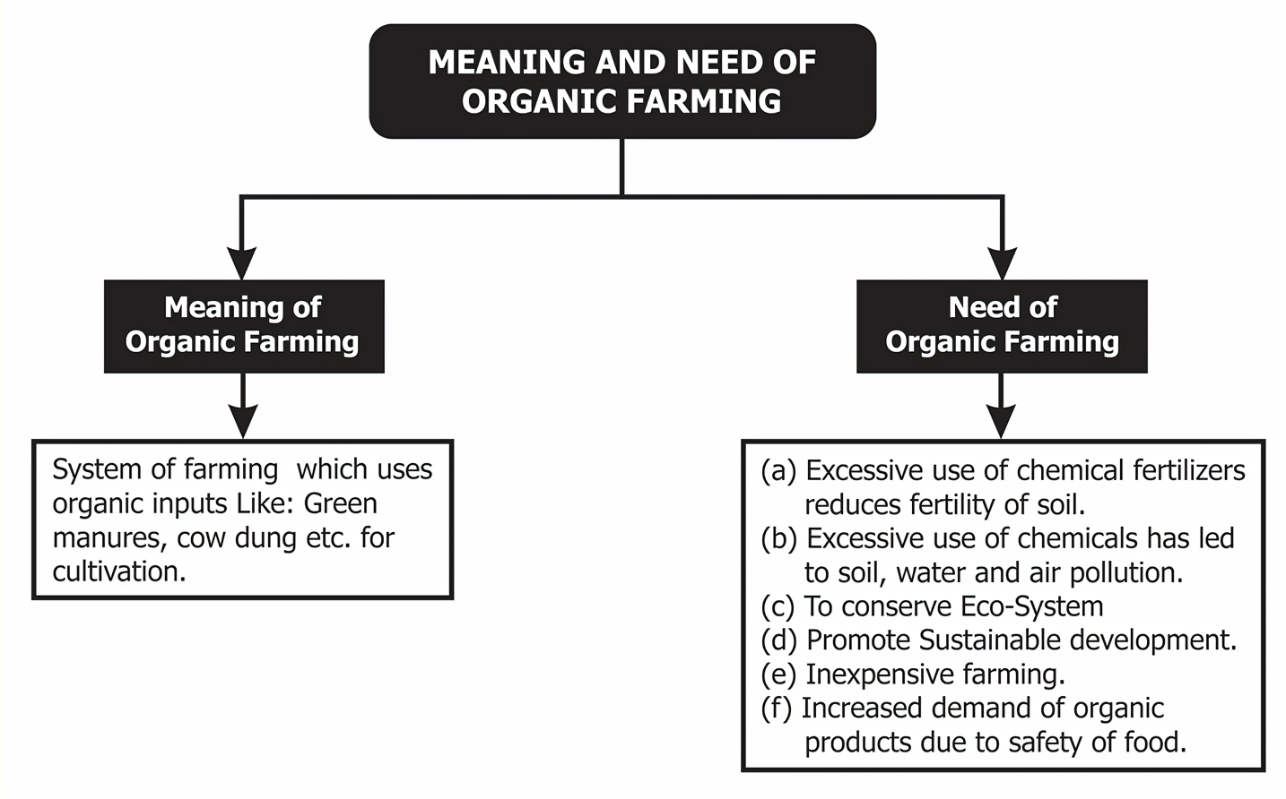 MEANING AND NEED OF
ORGANIC FARMING
Meaning of
Organic Farming
System of farming which uses
organic inputs Like: Green
manures, cow dung etc. for
cultivation.
Need of
Organic Farming
(a) Excessive use of chemical fertilizers
reduces fertility of soil.
(b) Excessive use of chemicals has led
to soil, water and air pollution.
(c) To conserve Eco-System
(d) Promote Sustainable development.
(e) Inexpensive farming.
(f) Increased demand of organic
products due to safety of food.